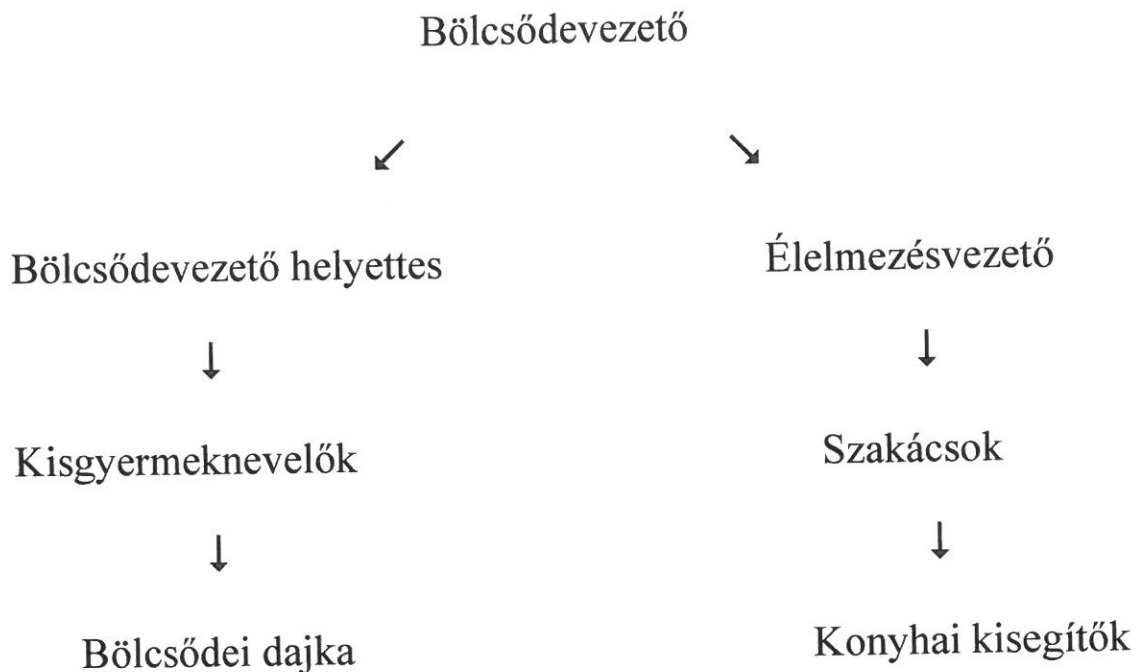 Bölcsődevezető
Bölcsődevezető helyettes
Élelmezésvezető
Kisgyermeknevelők
Szakácsok
Bölcsődei dajka
Konyhai kisegítők